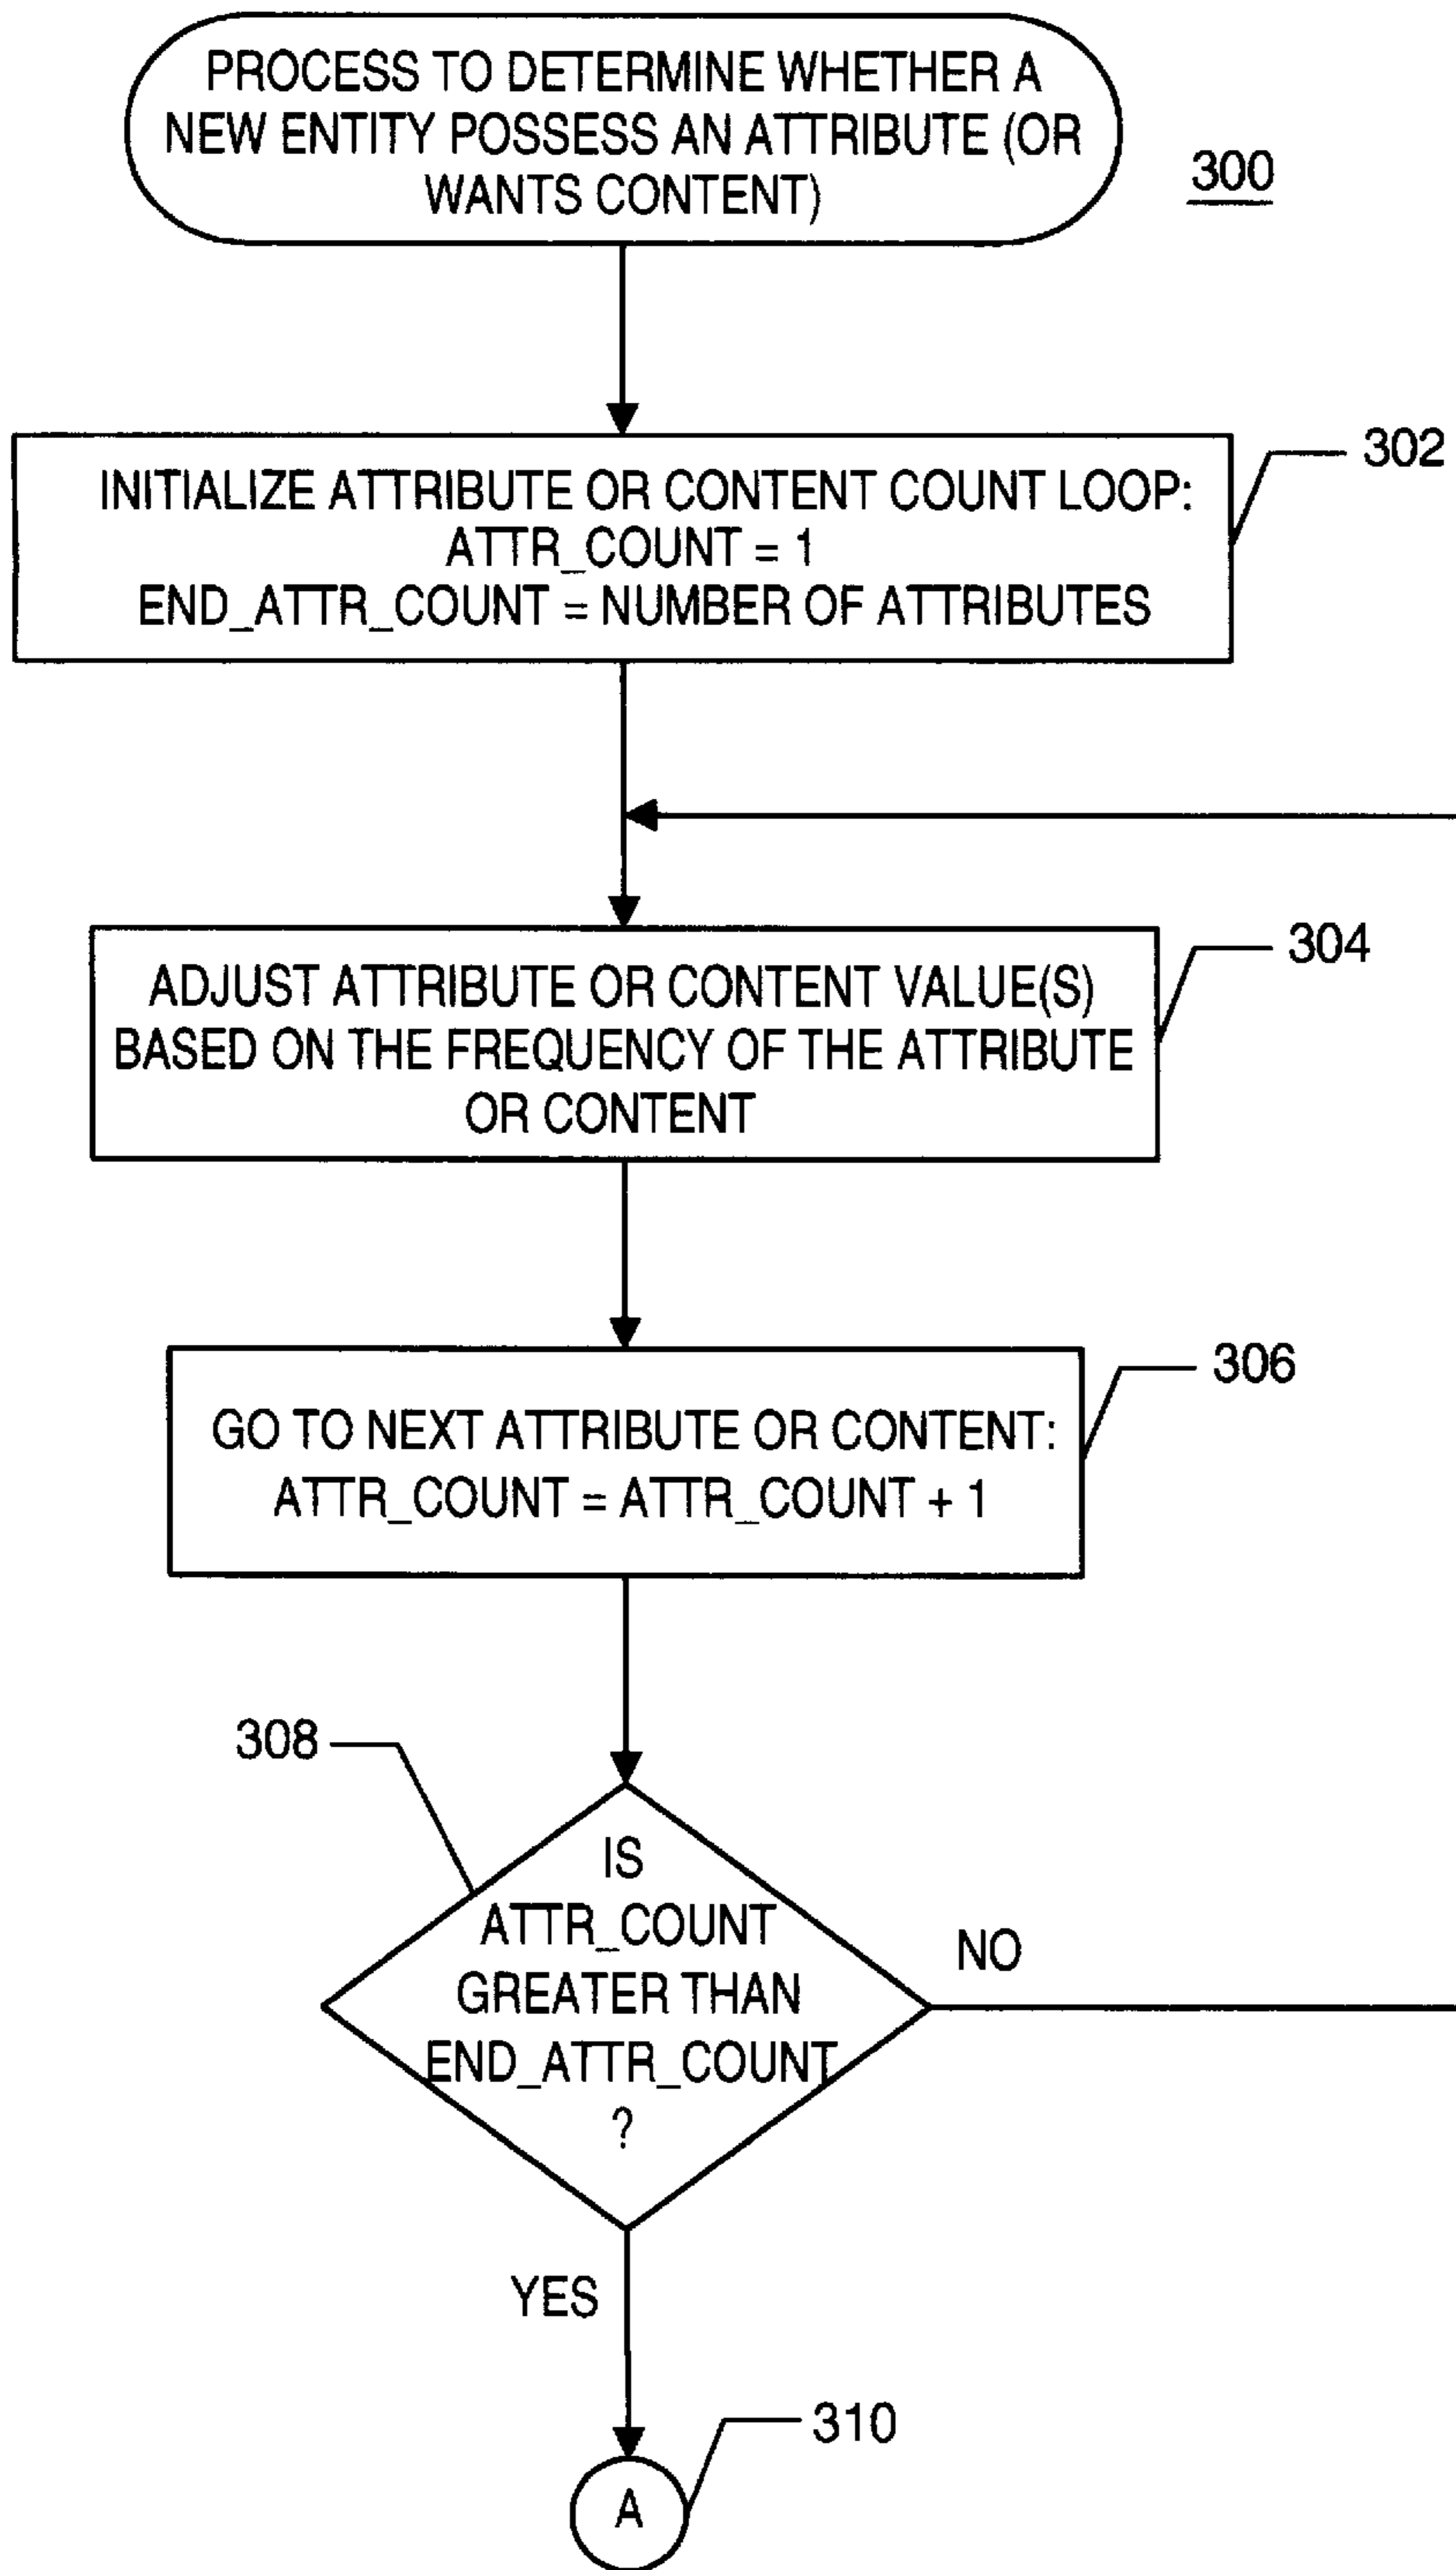 PROCESS TO DETERMINE WHETHER A
NEW ENTITY POSSESS AN ATTRIBUTE (OR
WANTS CONTENT)
300
INITIALIZE ATTRIBUTE OR CONTENT COUNT LOOP:
ATTR_COUNT = 1
END_ATTR_COUNT = NUMBER OF ATTRIBUTES
302
ADJUST ATTRIBUTE OR CONTENT VALUE(S)
BASED ON THE FREQUENCY OF THE ATTRIBUTE
OR CONTENT
304
GO TO NEXT ATTRIBUTE OR CONTENT:
ATTR_COUNT = ATTR_COUNT + 1
306
308
IS
ATTR_COUNT
GREATER THAN
END_ATTR_COUNT
?
NO
YES
A
310